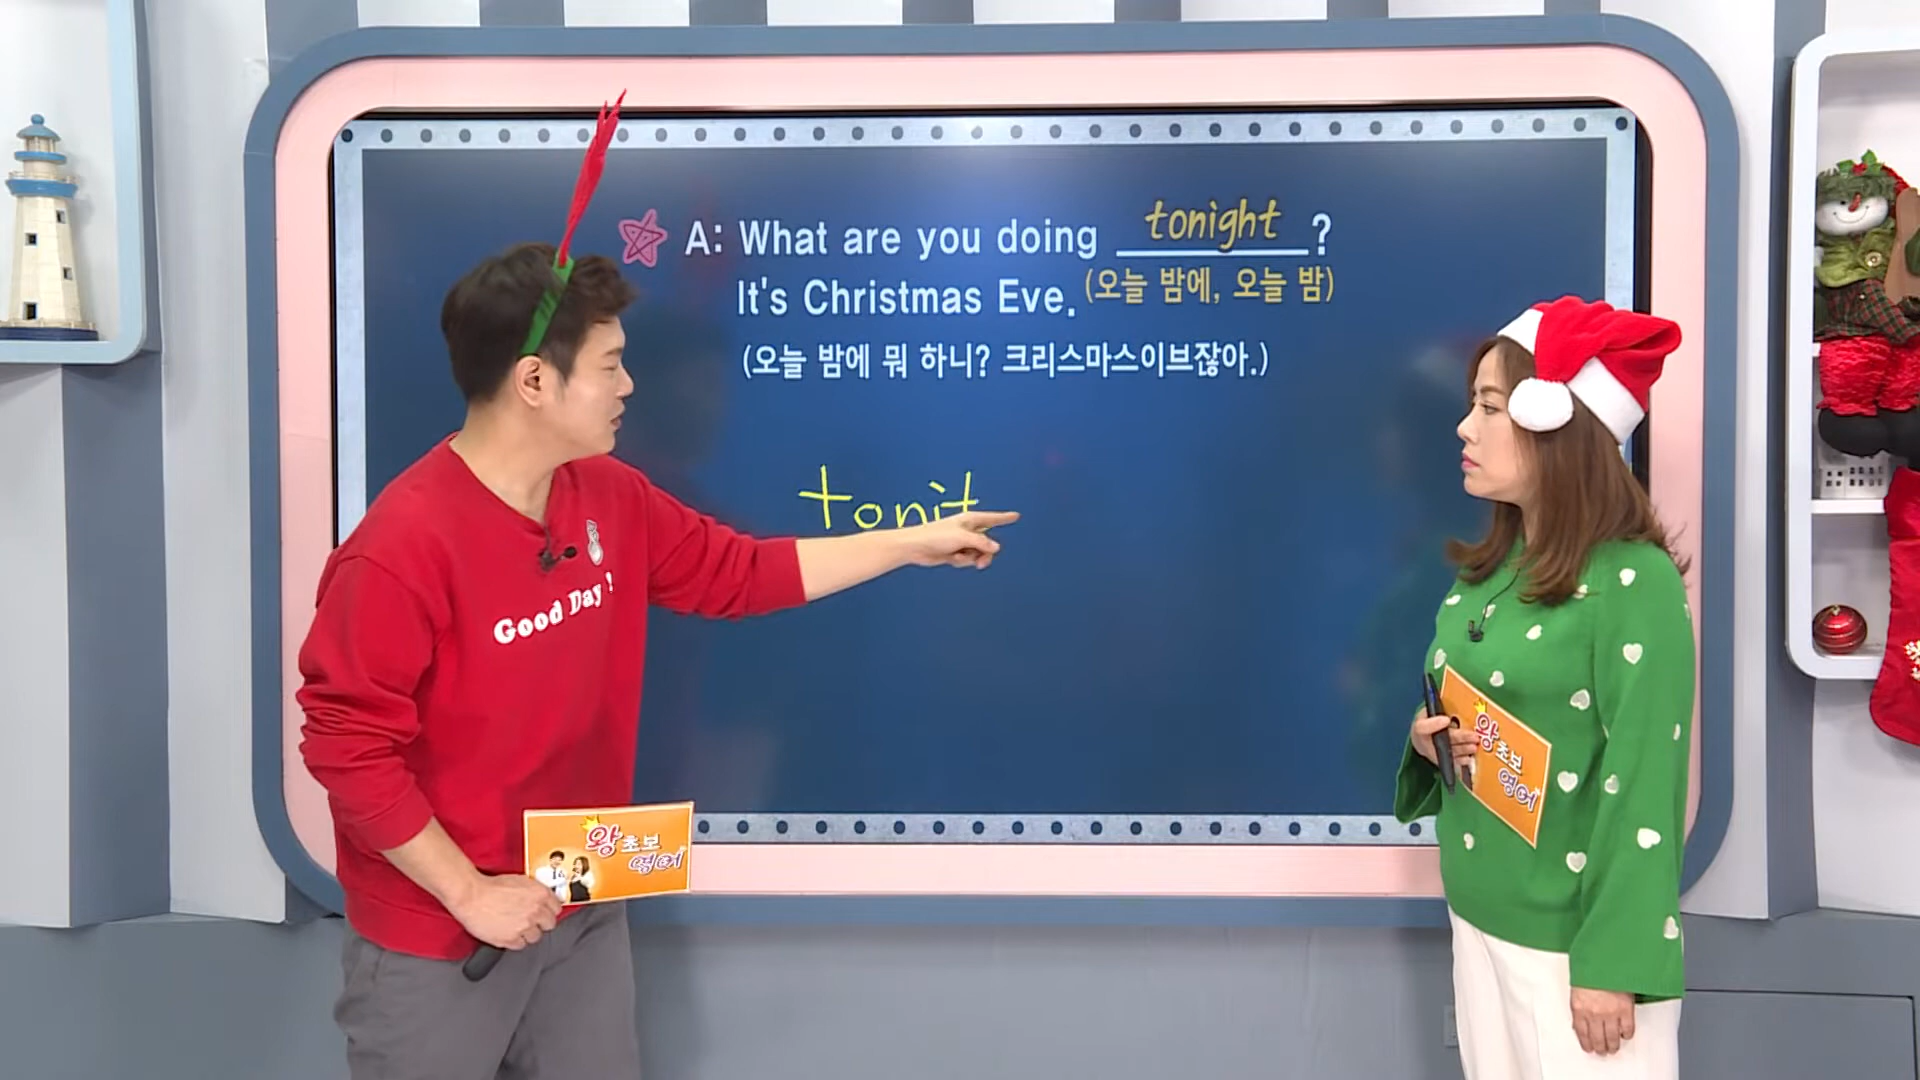 A: What are you doing tonight?
(오늘 밤에, 오늘 밤)
It's Christmas Eve.
(오늘 밤에 뭐 하니? 크리스마스이브잖아.)
tonit
Good Day!
왕초보
영어
왕초보
영어